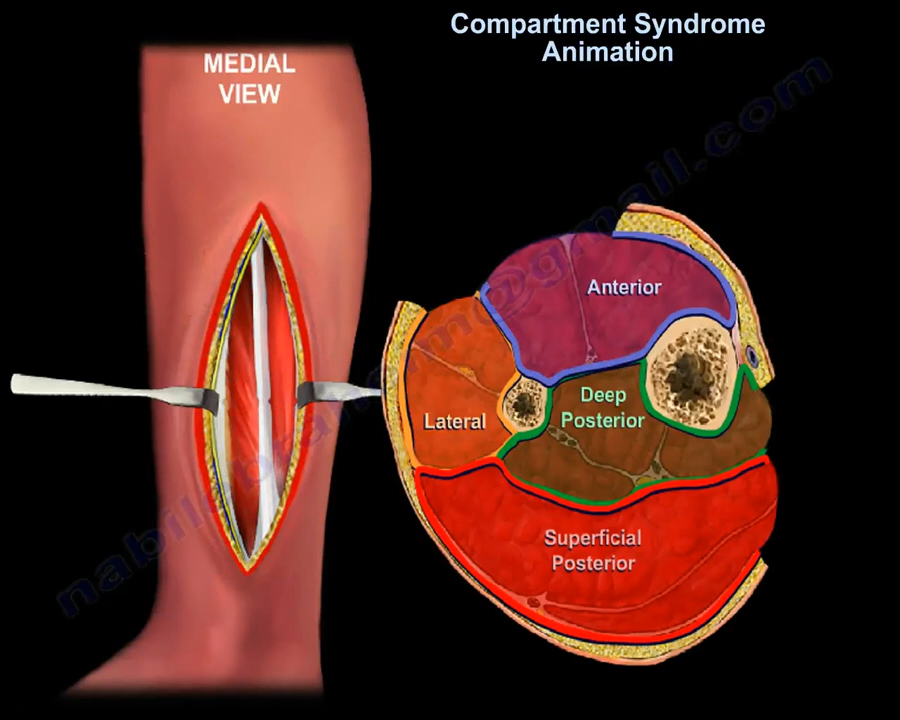 Compartment Syndrome
Animation
MEDIAL
VIEW
Anterior
Deep
Posterior
Lateral
Superficial
Posterior